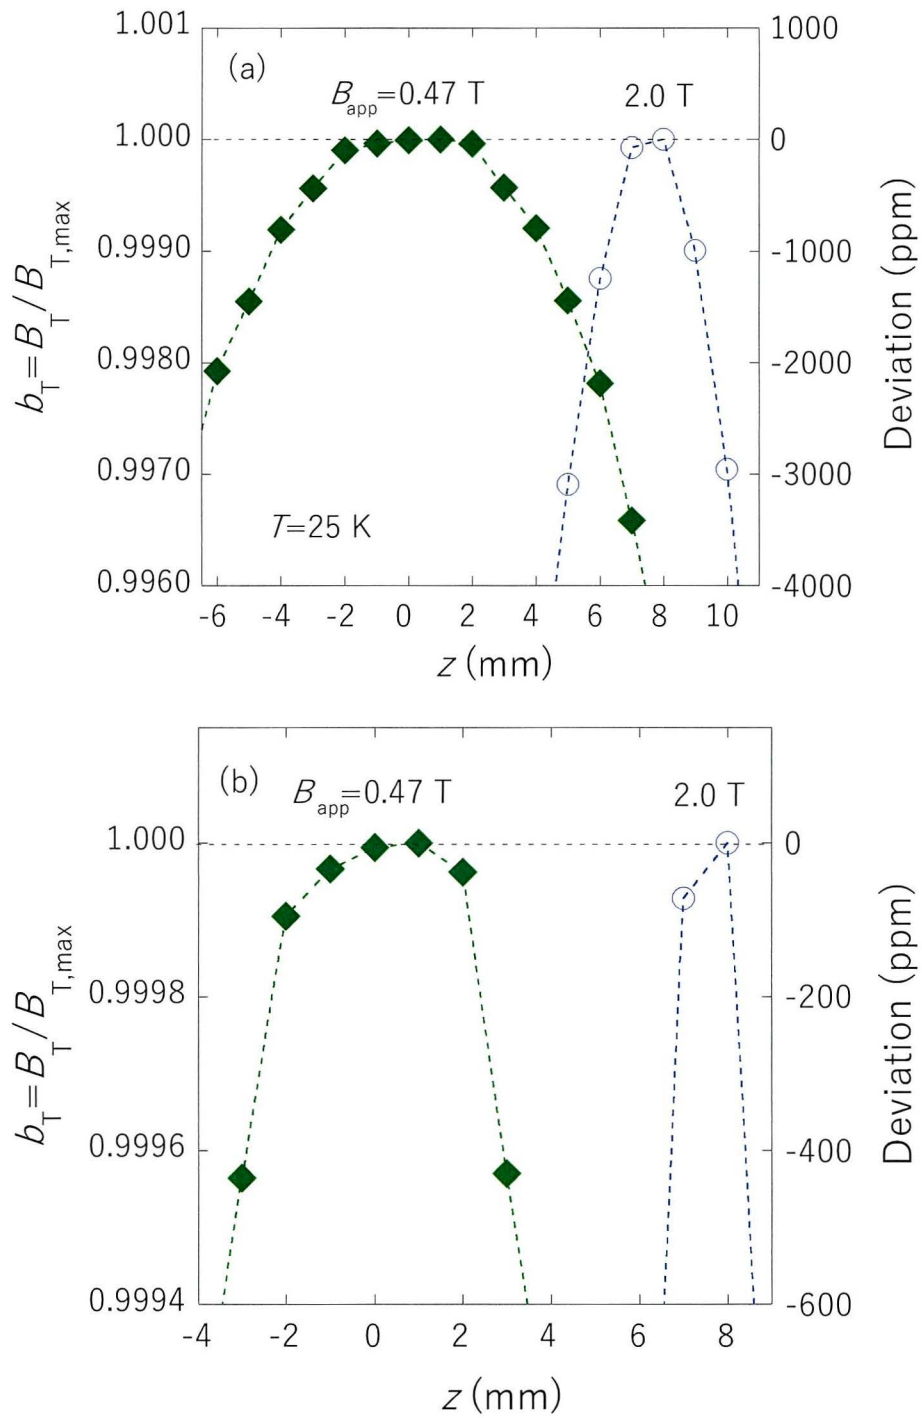 (a)
B_app=0.47 T
2.0 T
1.001
1.000
0.9990
0.9980
0.9970
0.9960
b_T=B_T/B_T,max
1000
0
-1000
-2000
-3000
-4000
Deviation (ppm)
T=25 K
-6 -4 -2 0 2 4 6 8 10
z (mm)
(b)
B_app=0.47 T
2.0 T
1.000
0.9998
0.9996
0.9994
b_T=B_T/B_T,max
0
-200
-400
-600
Deviation (ppm)
-4 -2 0 2 4 6 8
z (mm)